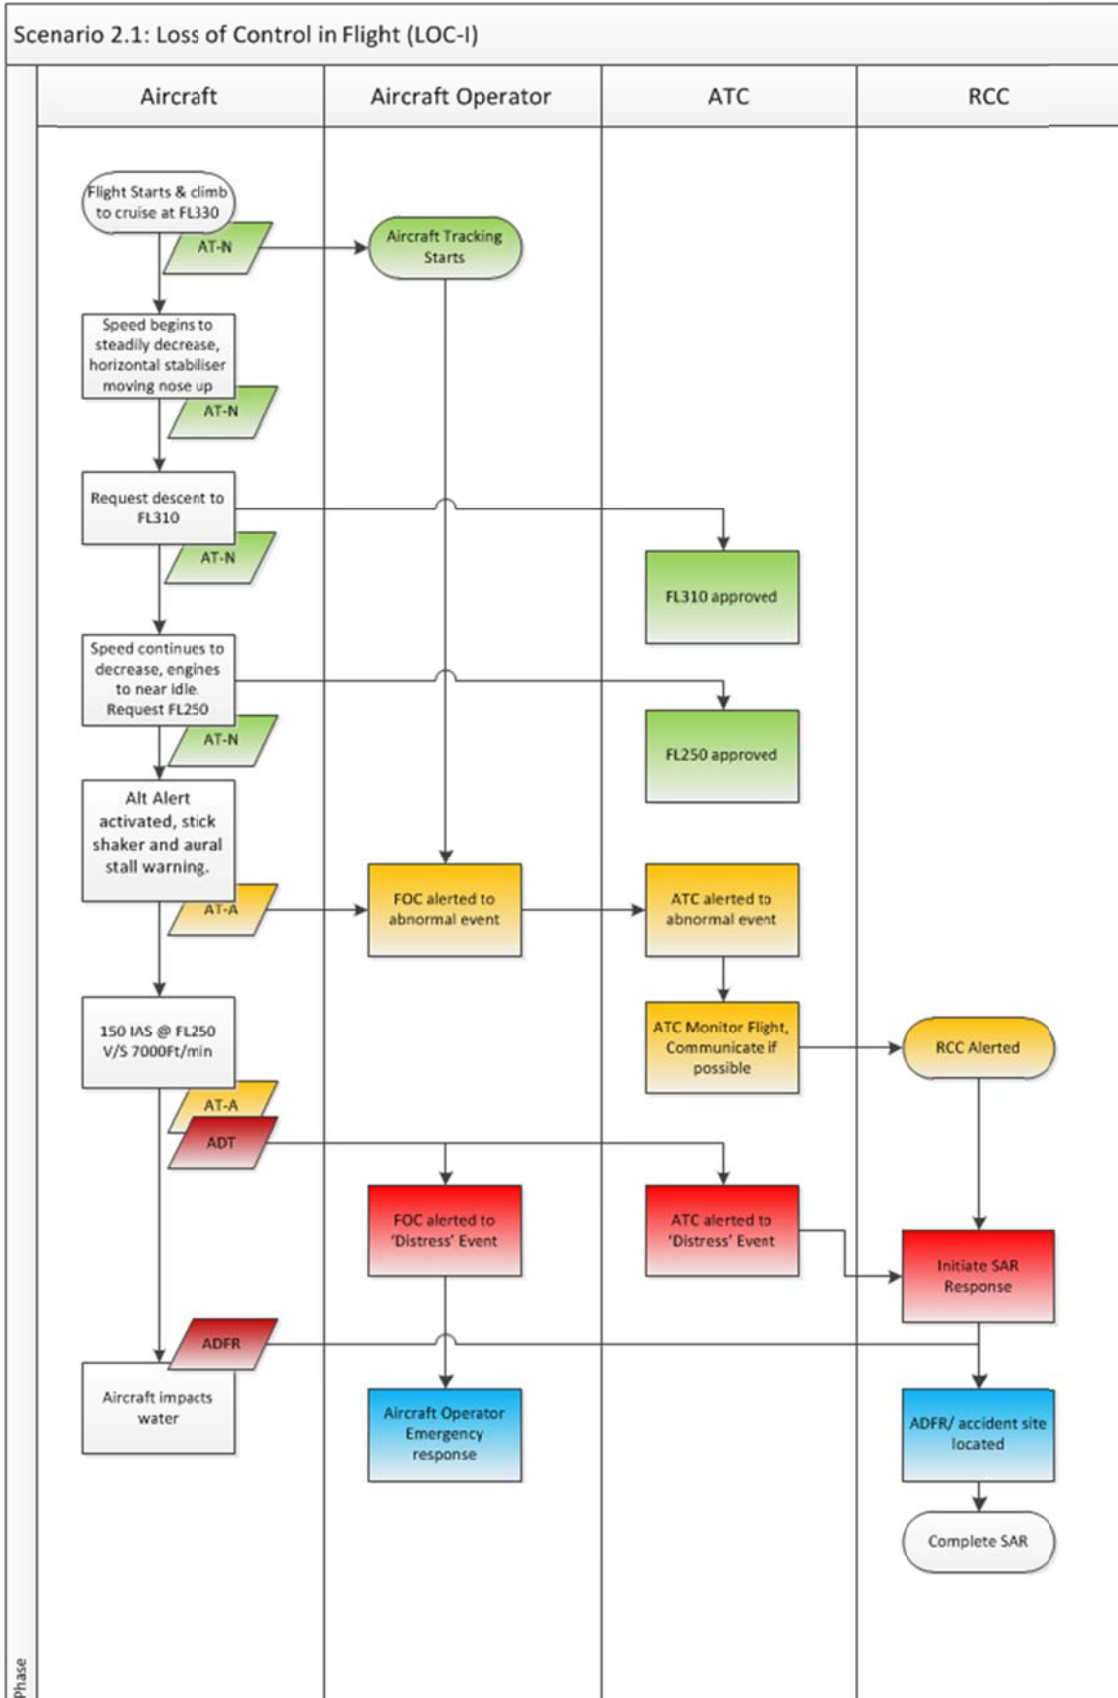 Scenario 2.1: Loss of Control in Flight (LOC-I)
Aircraft
Aircraft Operator
ATC
RCC
Flight Starts & climb
to cruise at FL330
AT-N
Aircraft Tracking
Starts
Speed begins to
steadily decrease,
horizontal stabiliser
moving nose up
AT-N
Request descent to
FL310
AT-N
FL310 approved
Speed continues to
decrease, engines
to near idle.
Request FL250
AT-N
FL250 approved
Alt Alert
activated, stick
shaker and aural
stall warning.
AT-A
FOC alerted to
abnormal event
ATC alerted to
abnormal event
150 IAS @ FL250
V/S 7000Ft/min
ATC Monitor Flight,
Communicate if
possible
RCC Alerted
AT-A
ADT
FOC alerted to
'Distress' Event
ATC alerted to
'Distress' Event
Initiate SAR
Response
ADFR
Aircraft impacts
water
Aircraft Operator
Emergency
response
ADFR/ accident site
located
Complete SAR
Phase